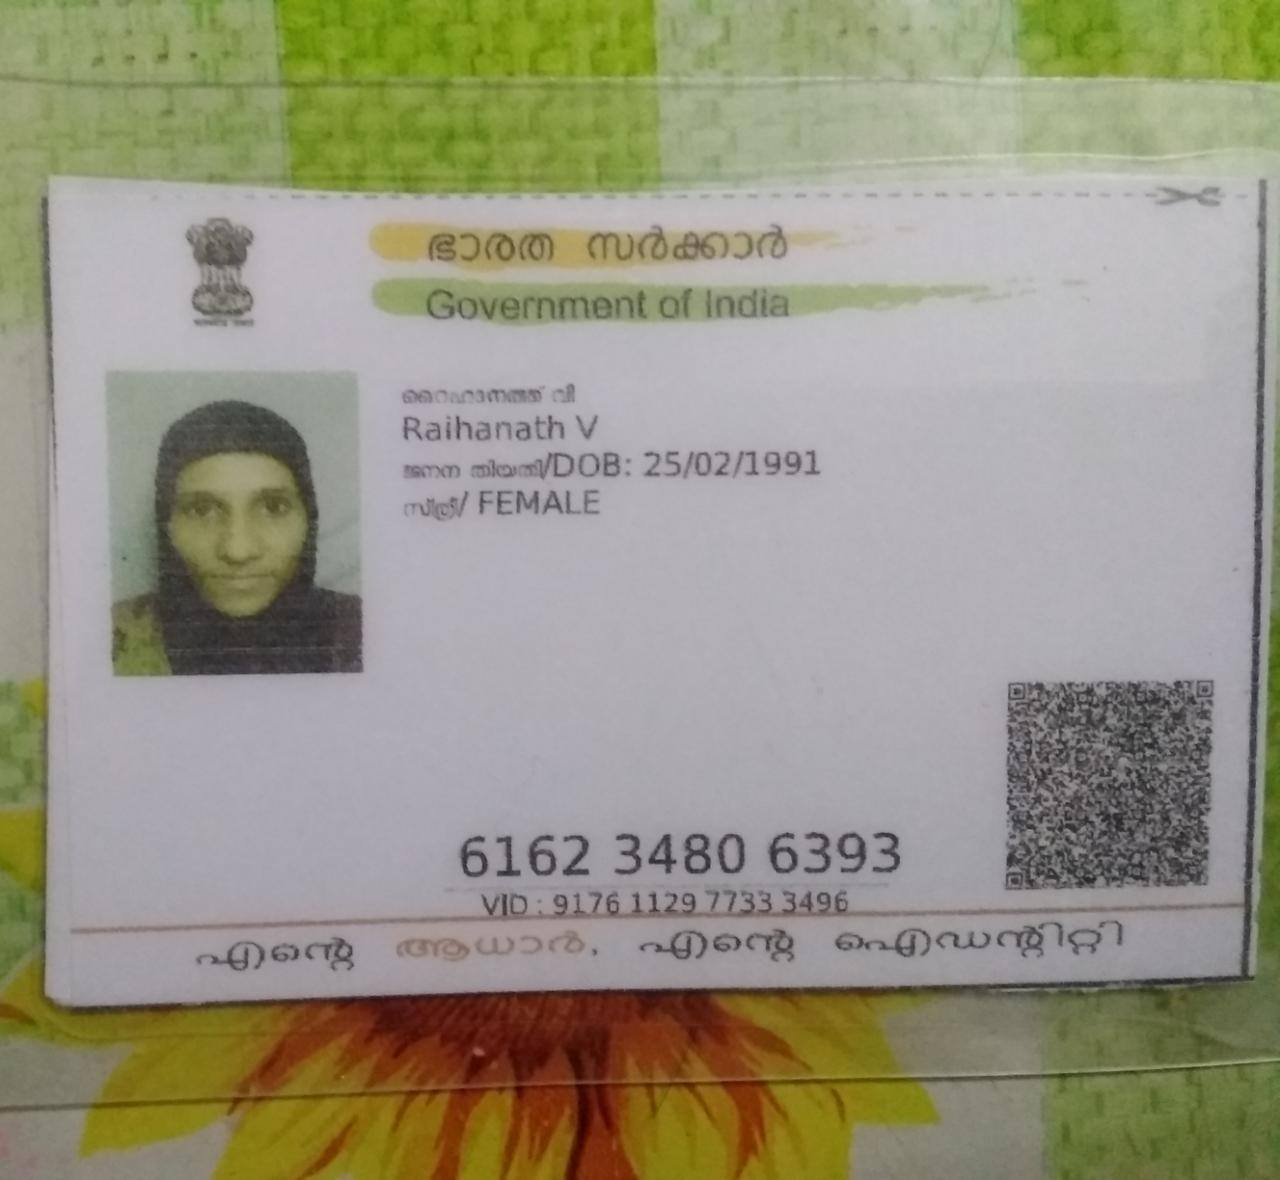 ഭാരത സർക്കാർ
Government of India
റൈഹാനത്ത് വി
Raihanath V
ജനന തിയതി/DOB: 25/02/1991
സ്ത്രീ/ FEMALE
6162 3480 6393
VID : 9176 1129 7733 3496
എന്റെ ആധാർ, എന്റെ ഐഡന്റിറ്റി